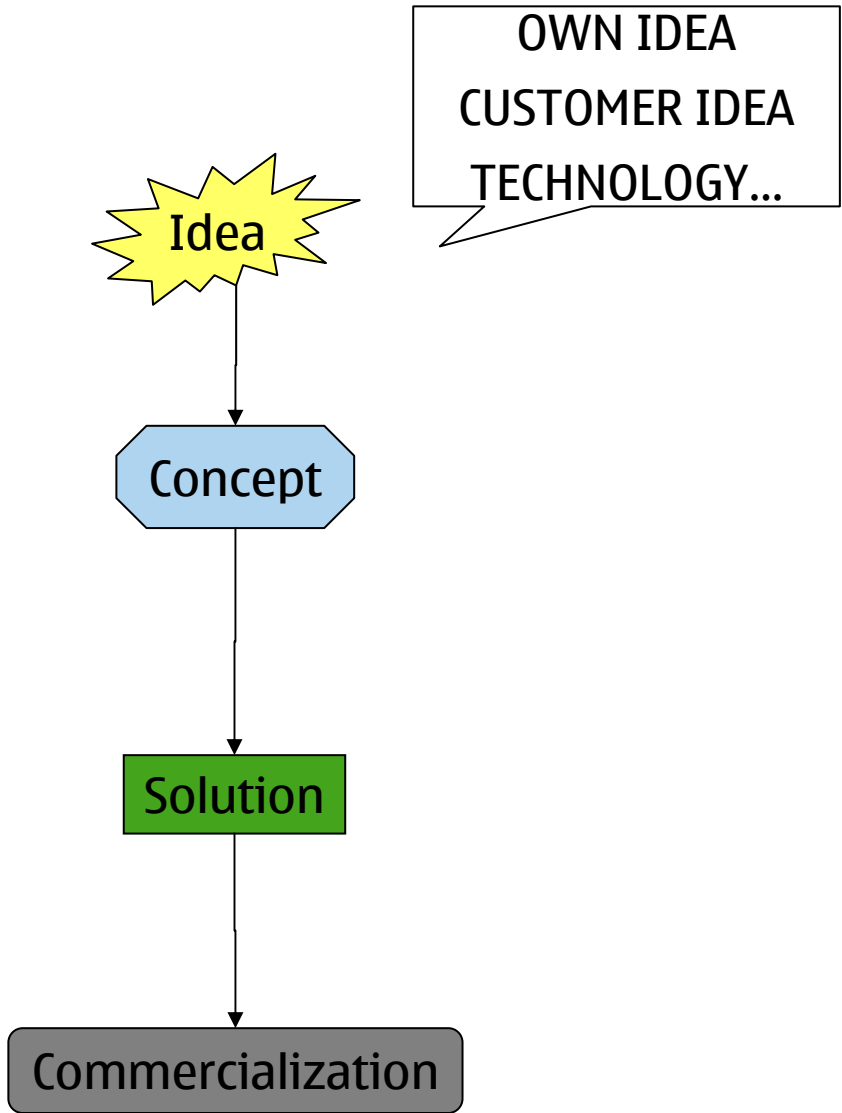 OWN IDEA
CUSTOMER IDEA
TECHNOLOGY...
Idea
Concept
Solution
Commercialization